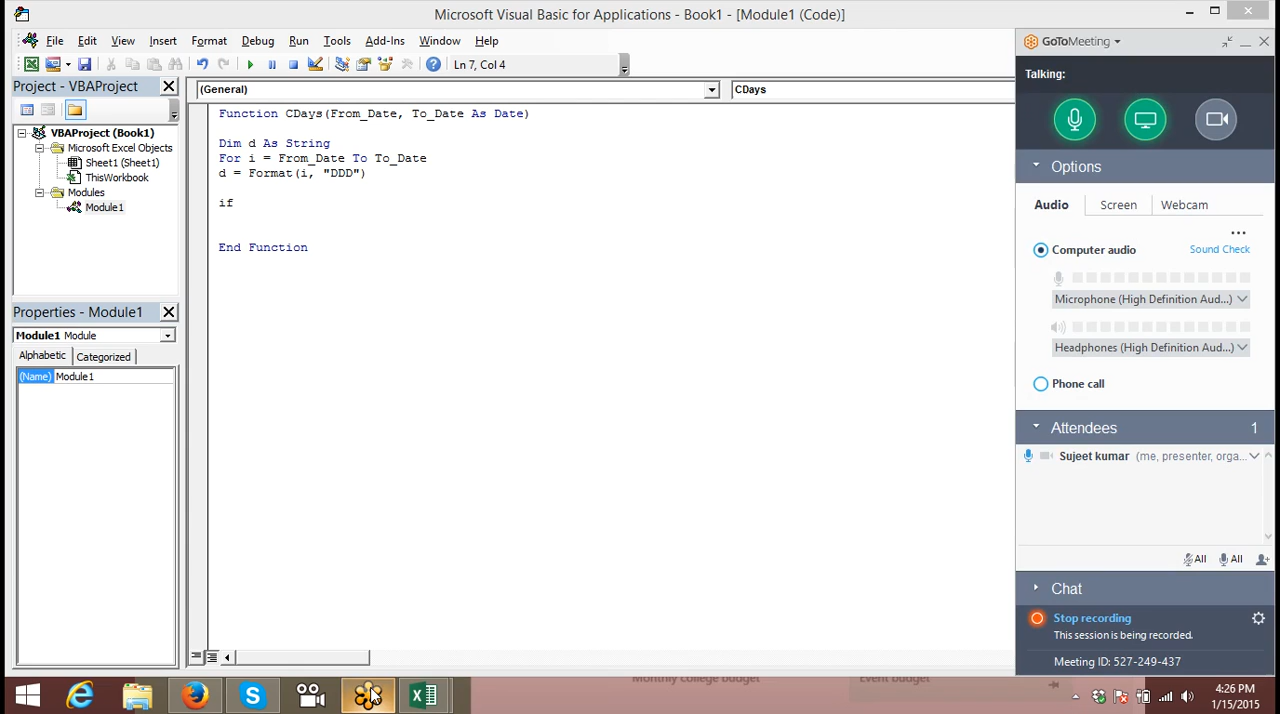 Microsoft Visual Basic for Applications - Book1 - [Module1 (Code)]
File Edit View Insert Format Debug Run Tools Add-Ins Window Help
Ln 7, Col 4
Project - VBAProject
(General)
CDays
VBAProject (Book1)
Microsoft Excel Objects
Sheet1 (Sheet1)
ThisWorkbook
Modules
Module1
Function CDays(From_Date, To_Date As Date)
Dim d As String
For i = From_Date To To_Date
d = Format(i, "DDD")
if
End Function
Properties - Module1
Module1 Module
Alphabetic Categorized
(Name) Module1
GoToMeeting
Talking:
Options
Audio Screen Webcam
Computer audio Sound Check
Microphone (High Definition Aud...)
Headphones (High Definition Aud...)
Phone call
Attendees 1
Sujeet kumar (me, presenter, orga...
All All
Chat
Stop recording
This session is being recorded.
Meeting ID: 527-249-437
Monthly college budget
Event budget
4:26 PM
1/15/2015